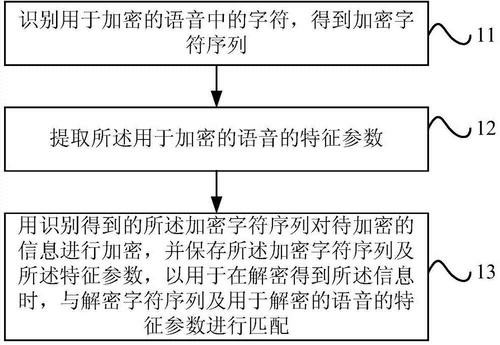 识别用于加密的语音中的字符，得到加密字
符序列
11
提取所述用于加密的语音的特征参数
12
用识别得到的所述加密字符序列对待加密的
信息进行加密，并保存所述加密字符序列及
所述特征参数，以用于在解密得到所述信息
时，与解密字符序列及用于解密的语音的特
征参数进行匹配
13